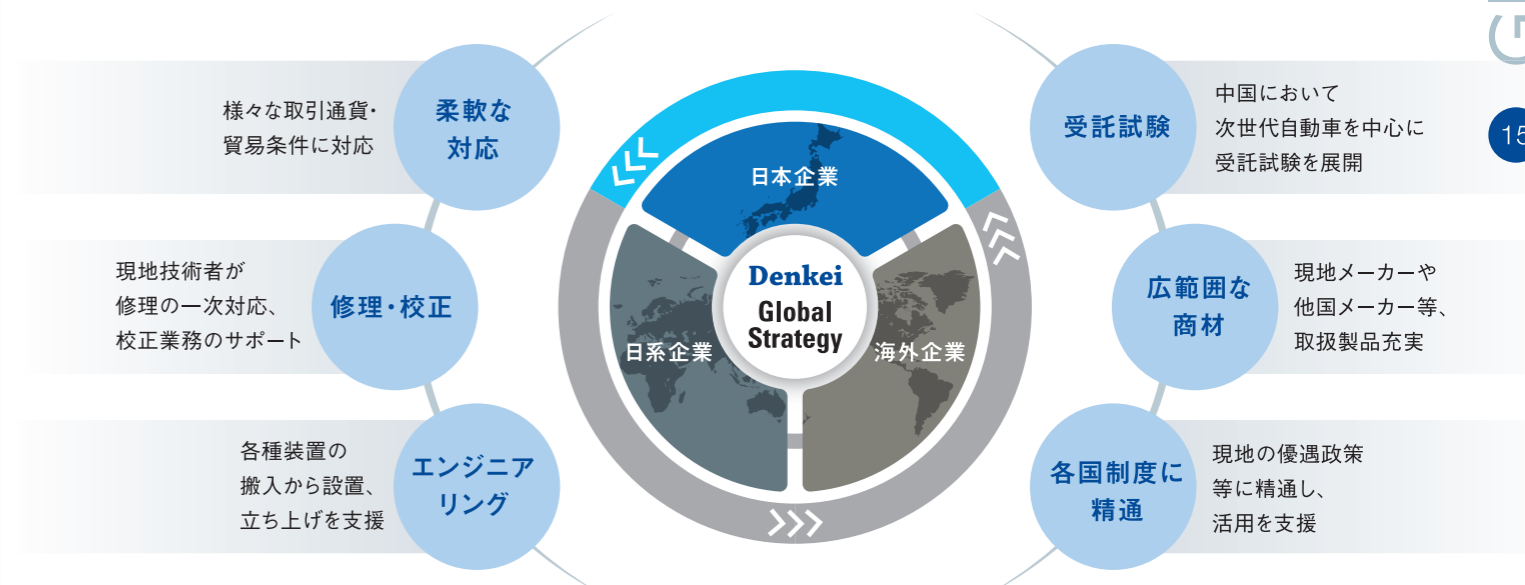 様々な取引通貨・
貿易条件に対応
柔軟な
対応
現地技術者が
修理の一次対応、
校正業務のサポート
修理・校正
各種装置の
搬入から設置、
立ち上げを支援
エンジニア
リング
日本企業
日系企業
海外企業
Denkei
Global
Strategy
受託試験
中国において
次世代自動車を中心に
受託試験を展開
広範囲な
商材
現地メーカーや
他国メーカー等、
取扱製品充実
各国制度に
精通
現地の優遇政策
等に精通し、
活用を支援
15